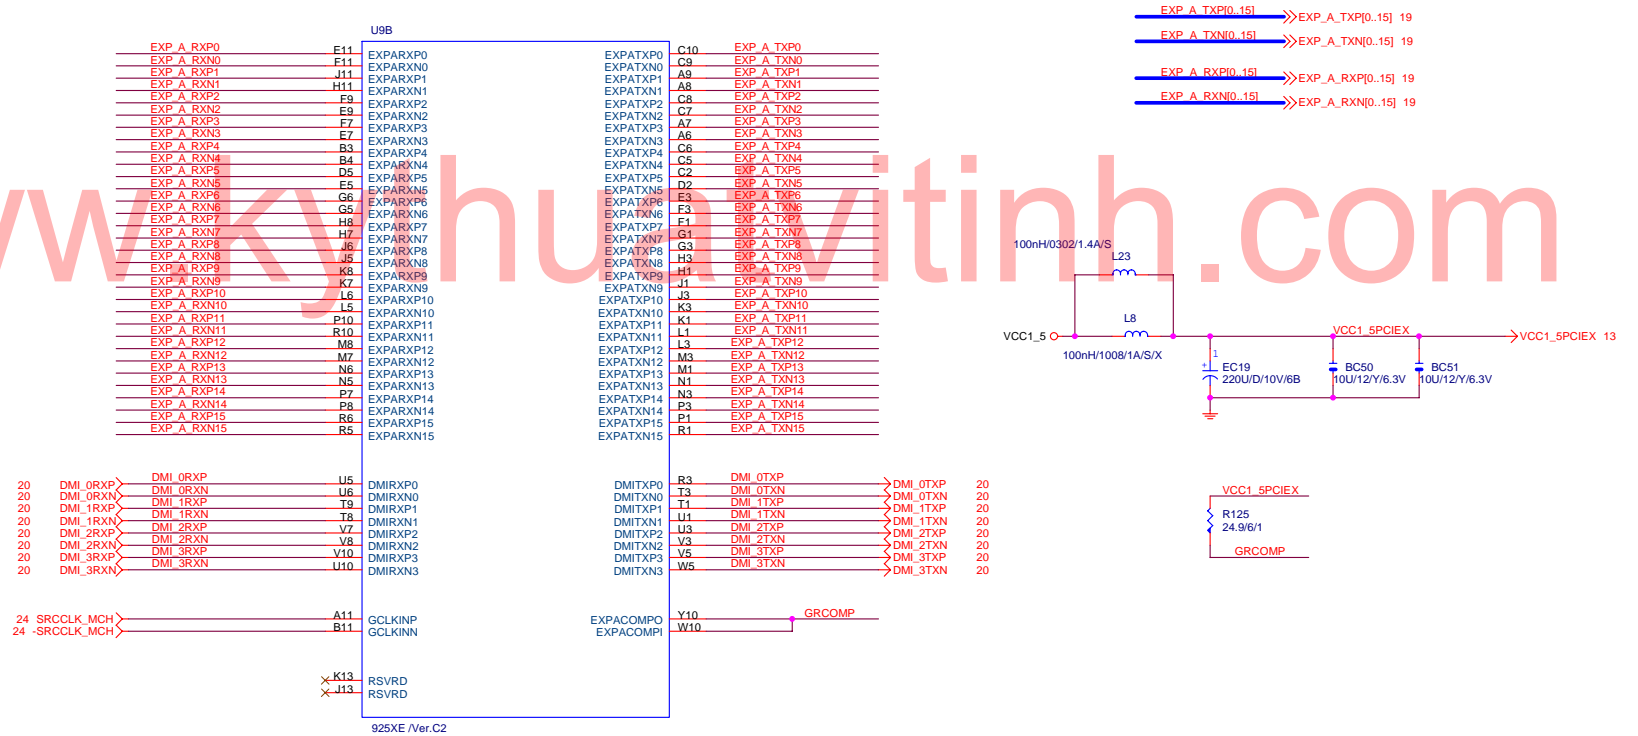 U9B
EXP_A_RXP0 E11 EXPARXP0 EXPATXP0 C10 EXP_A_TXP0
EXP_A_RXN0 F11 EXPARXN0 EXPATXN0 C9 EXP_A_TXN0
EXP_A_RXP1 J11 EXPARXP1 EXPATXP1 A9 EXP_A_TXP1
EXP_A_RXN1 H11 EXPARXN1 EXPATXN1 A8 EXP_A_TXN1
EXP_A_RXP2 F9 EXPARXP2 EXPATXP2 C8 EXP_A_TXP2
EXP_A_RXN2 E9 EXPARXN2 EXPATXN2 C7 EXP_A_TXN2
EXP_A_RXP3 F7 EXPARXP3 EXPATXP3 A7 EXP_A_TXP3
EXP_A_RXN3 E7 EXPARXN3 EXPATXN3 A6 EXP_A_TXN3
EXP_A_RXP4 B3 EXPARXP4 EXPATXP4 C6 EXP_A_TXP4
EXP_A_RXN4 B4 EXPARXN4 EXPATXN4 C5 EXP_A_TXN4
EXP_A_RXP5 D5 EXPARXP5 EXPATXP5 C2 EXP_A_TXP5
EXP_A_RXN5 E5 EXPARXN5 EXPATXN5 D2 EXP_A_TXN5
EXP_A_RXP6 G6 EXPARXP6 EXPATXP6 E3 EXP_A_TXP6
EXP_A_RXN6 G5 EXPARXN6 EXPATXN6 F3 EXP_A_TXN6
EXP_A_RXP7 H8 EXPARXP7 EXPATXP7 F1 EXP_A_TXP7
EXP_A_RXN7 H7 EXPARXN7 EXPATXN7 G1 EXP_A_TXN7
EXP_A_RXP8 J6 EXPARXP8 EXPATXP8 G3 EXP_A_TXP8
EXP_A_RXN8 J5 EXPARXN8 EXPATXN8 H3 EXP_A_TXN8
EXP_A_RXP9 K8 EXPARXP9 EXPATXP9 H1 EXP_A_TXP9
EXP_A_RXN9 K7 EXPARXN9 EXPATXN9 J1 EXP_A_TXN9
EXP_A_RXP10 L6 EXPARXP10 EXPATXP10 J3 EXP_A_TXP10
EXP_A_RXN10 L5 EXPARXN10 EXPATXN10 K3 EXP_A_TXN10
EXP_A_RXP11 P10 EXPARXP11 EXPATXP11 K1 EXP_A_TXP11
EXP_A_RXN11 R10 EXPARXN11 EXPATXN11 L1 EXP_A_TXN11
EXP_A_RXP12 M8 EXPARXP12 EXPATXP12 L3 EXP_A_TXP12
EXP_A_RXN12 M7 EXPARXN12 EXPATXN12 M3 EXP_A_TXN12
EXP_A_RXP13 N6 EXPARXP13 EXPATXP13 M1 EXP_A_TXP13
EXP_A_RXN13 N5 EXPARXN13 EXPATXN13 N1 EXP_A_TXN13
EXP_A_RXP14 P7 EXPARXP14 EXPATXP14 N3 EXP_A_TXP14
EXP_A_RXN14 P8 EXPARXN14 EXPATXN14 P3 EXP_A_TXN14
EXP_A_RXP15 R6 EXPARXP15 EXPATXP15 P1 EXP_A_TXP15
EXP_A_RXN15 R5 EXPARXN15 EXPATXN15 R1 EXP_A_TXN15
20 DMI_0RXP DMI_0RXP U5 DMIRXP0 DMITXP0 R3 DMI_0TXP DMI_0TXP 20
20 DMI_0RXN DMI_0RXN U6 DMIRXN0 DMITXN0 T3 DMI_0TXN DMI_0TXN 20
20 DMI_1RXP DMI_1RXP T9 DMIRXP1 DMITXP1 T1 DMI_1TXP DMI_1TXP 20
20 DMI_1RXN DMI_1RXN T8 DMIRXN1 DMITXN1 U1 DMI_1TXN DMI_1TXN 20
20 DMI_2RXP DMI_2RXP V7 DMIRXP2 DMITXP2 U3 DMI_2TXP DMI_2TXP 20
20 DMI_2RXN DMI_2RXN V8 DMIRXN2 DMITXN2 V3 DMI_2TXN DMI_2TXN 20
20 DMI_3RXP DMI_3RXP V10 DMIRXP3 DMITXP3 V5 DMI_3TXP DMI_3TXP 20
20 DMI_3RXN DMI_3RXN U10 DMIRXN3 DMITXN3 W5 DMI_3TXN DMI_3TXN 20
24 SRCCLK_MCH A11 GCLKINP EXPACOMPO Y10 GRCOMP
24 -SRCCLK_MCH B11 GCLKINN EXPACOMPI W10
K13 RSVRD
J13 RSVRD
925XE /Ver.C2
EXP_A_TXP[0..15] EXP_A_TXP[0..15] 19
EXP_A_TXN[0..15] EXP_A_TXN[0..15] 19
EXP_A_RXP[0..15] EXP_A_RXP[0..15] 19
EXP_A_RXN[0..15] EXP_A_RXN[0..15] 19
100nH/0302/1.4A/S
L23
L8
VCC1_5 VCC1_5PCIEX VCC1_5PCIEX 13
100nH/1008/1A/S/X
1
+
EC19
220U/D/10V/6B
BC50
10U/12/Y/6.3V
BC51
10U/12/Y/6.3V
VCC1_5PCIEX
R125
24.9/6/1
GRCOMP